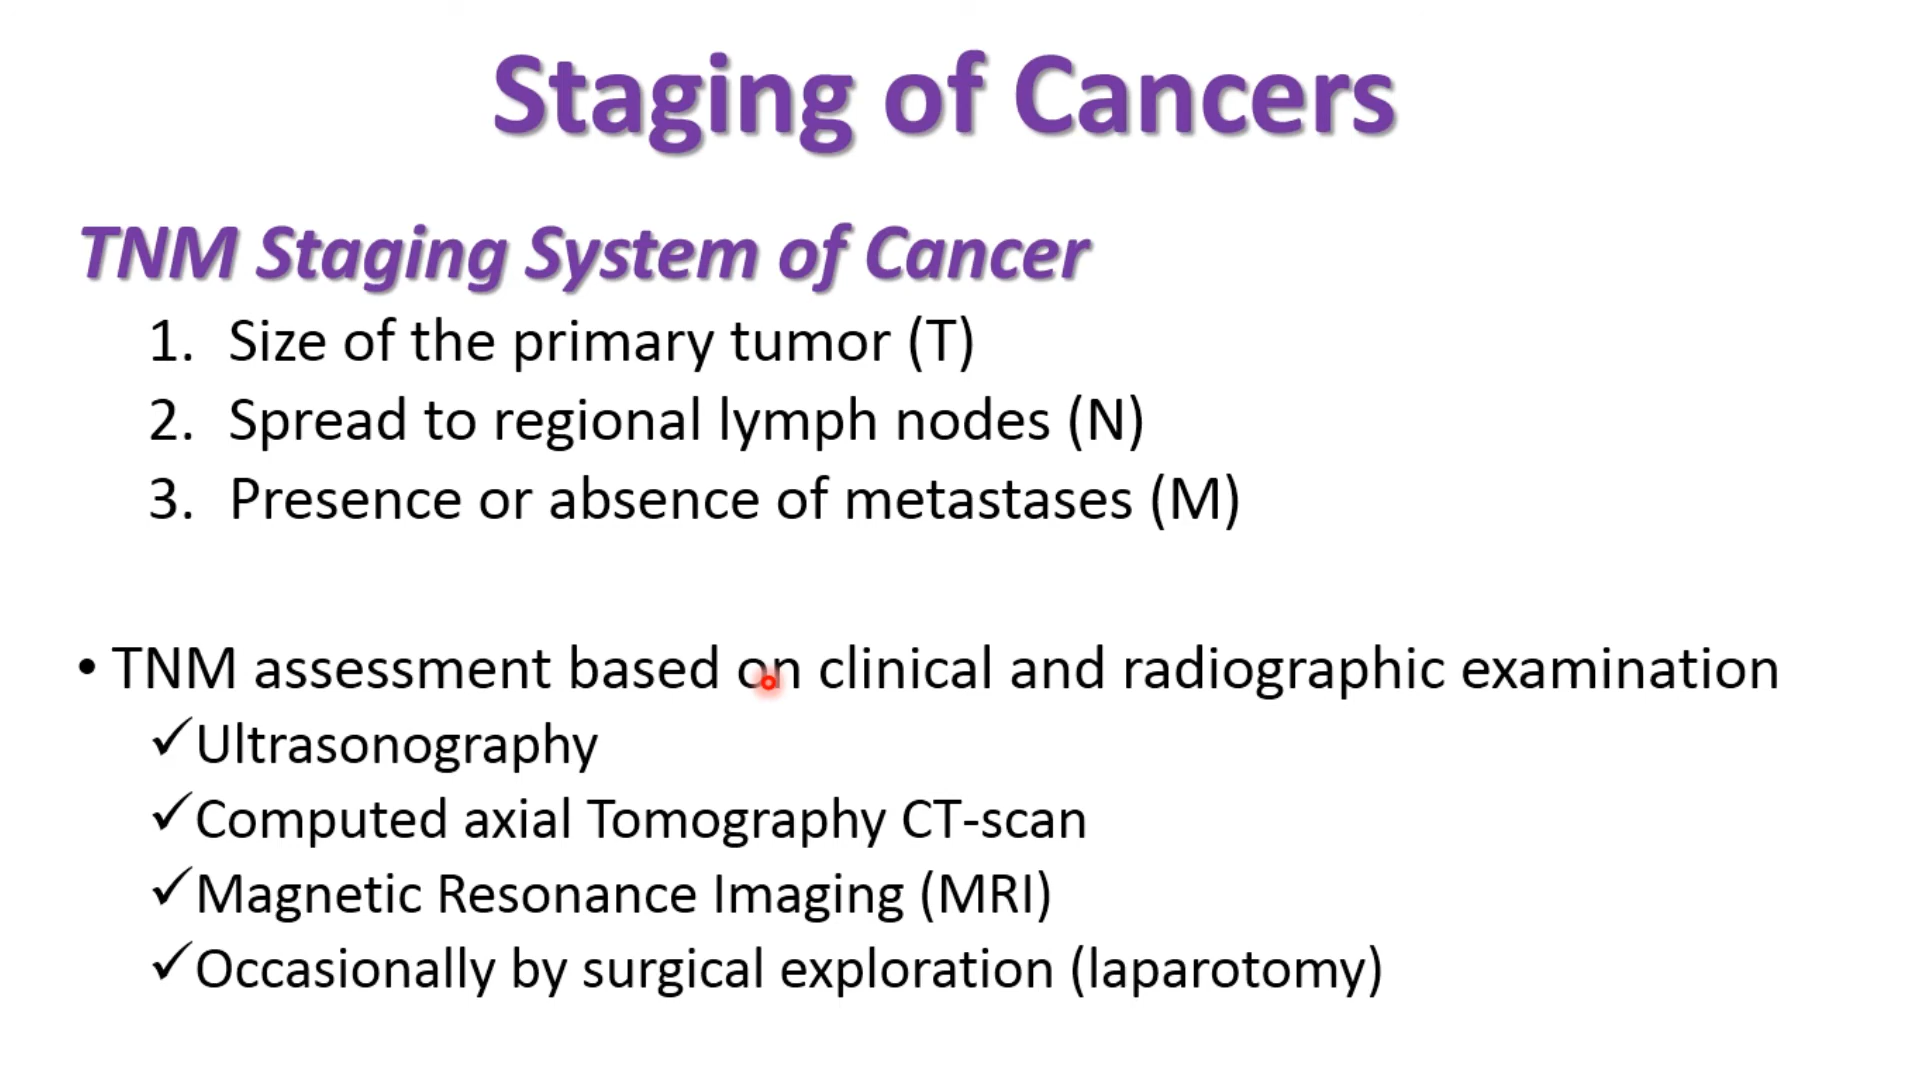 Staging of Cancers
TNM Staging System of Cancer
1. Size of the primary tumor (T)
2. Spread to regional lymph nodes (N)
3. Presence or absence of metastases (M)
• TNM assessment based on clinical and radiographic examination
✓Ultrasonography
✓Computed axial Tomography CT-scan
✓Magnetic Resonance Imaging (MRI)
✓Occasionally by surgical exploration (laparotomy)